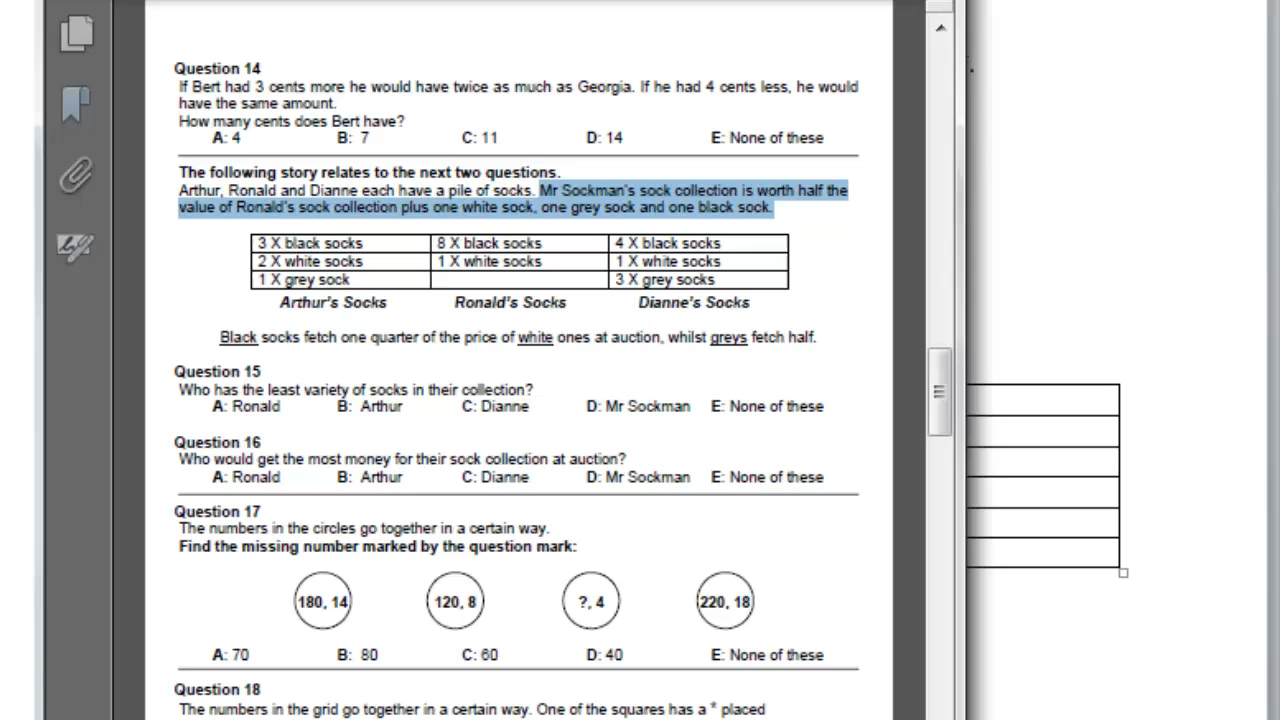 Question 14
If Bert had 3 cents more he would have twice as much as Georgia. If he had 4 cents less, he would
have the same amount.
How many cents does Bert have?
A: 4 B: 7 C: 11 D: 14 E: None of these
The following story relates to the next two questions.
Arthur, Ronald and Dianne each have a pile of socks. Mr Sockman's sock collection is worth half the
value of Ronald's sock collection plus one white sock, one grey sock and one black sock.
3 X black socks 8 X black socks 4 X black socks
2 X white socks 1 X white socks 1 X white socks
1 X grey sock 3 X grey socks
Arthur's Socks Ronald's Socks Dianne's Socks
Black socks fetch one quarter of the price of white ones at auction, whilst greys fetch half.
Question 15
Who has the least variety of socks in their collection?
A: Ronald B: Arthur C: Dianne D: Mr Sockman E: None of these
Question 16
Who would get the most money for their sock collection at auction?
A: Ronald B: Arthur C: Dianne D: Mr Sockman E: None of these
Question 17
The numbers in the circles go together in a certain way.
Find the missing number marked by the question mark:
180, 14 120, 8 ?, 4 220, 18
A: 70 B: 80 C: 60 D: 40 E: None of these
Question 18
The numbers in the grid go together in a certain way. One of the squares has a * placed